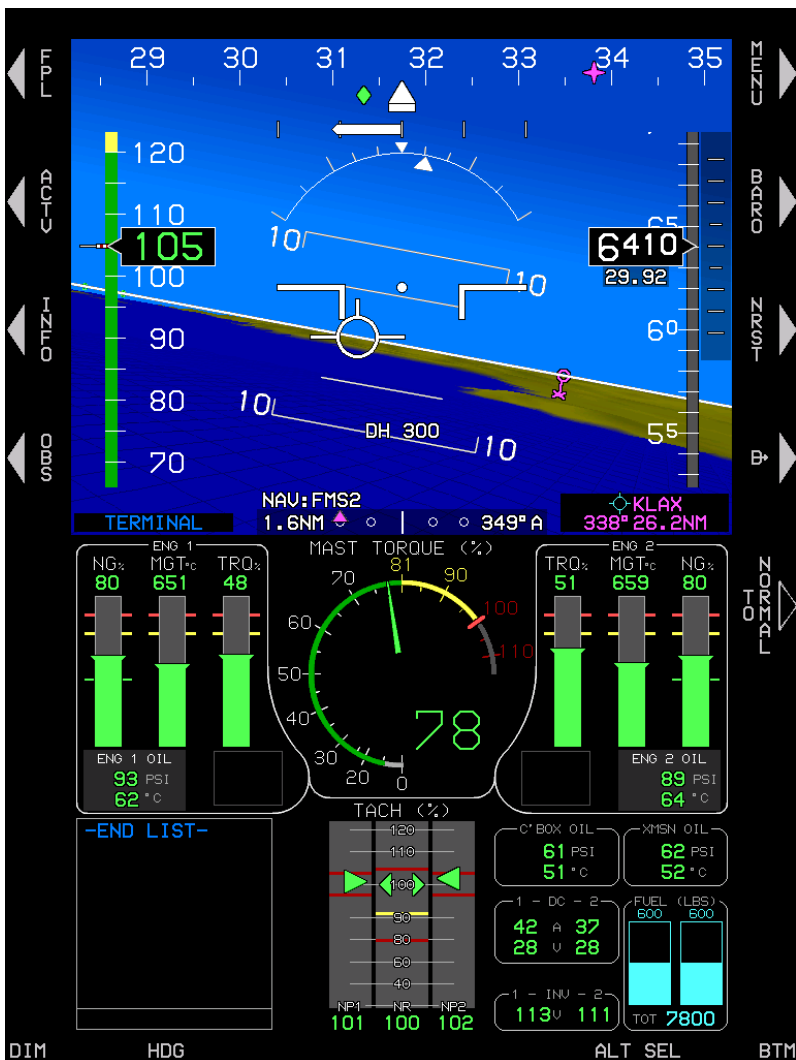 FPL
MENU
29 30 31 32 33 34 35
120
110
100
90
80
70
105
ACTV
INFO
OBS
10
10
10
10
DH 300
65
6410
29.92
60
55
BARO
NRST
D
NAV:FMS2
TERMINAL
1.6NM
349° A
KLAX
338° 26.2NM
NORMAL TO
ENG 1
NG% MGT°C TRQ%
80 651 48
ENG 1 OIL
93 PSI
62 °C
MAST TORQUE (%)
0
20
30
40
50
60
70
81
90
100
110
78
ENG 2
TRQ% MGT°C NG%
51 659 80
ENG 2 OIL
89 PSI
64 °C
-END LIST-
TACH (%)
120
110
100
90
80
60
40
NP1 NR NP2
101 100 102
C'BOX OIL
61 PSI
51 °C
XMSN OIL
62 PSI
52 °C
1 - DC - 2
42 A 37
28 V 28
1 - INV - 2
113 V 111
FUEL (LBS)
600 600
TOT 7800
DIM HDG ALT SEL BTM